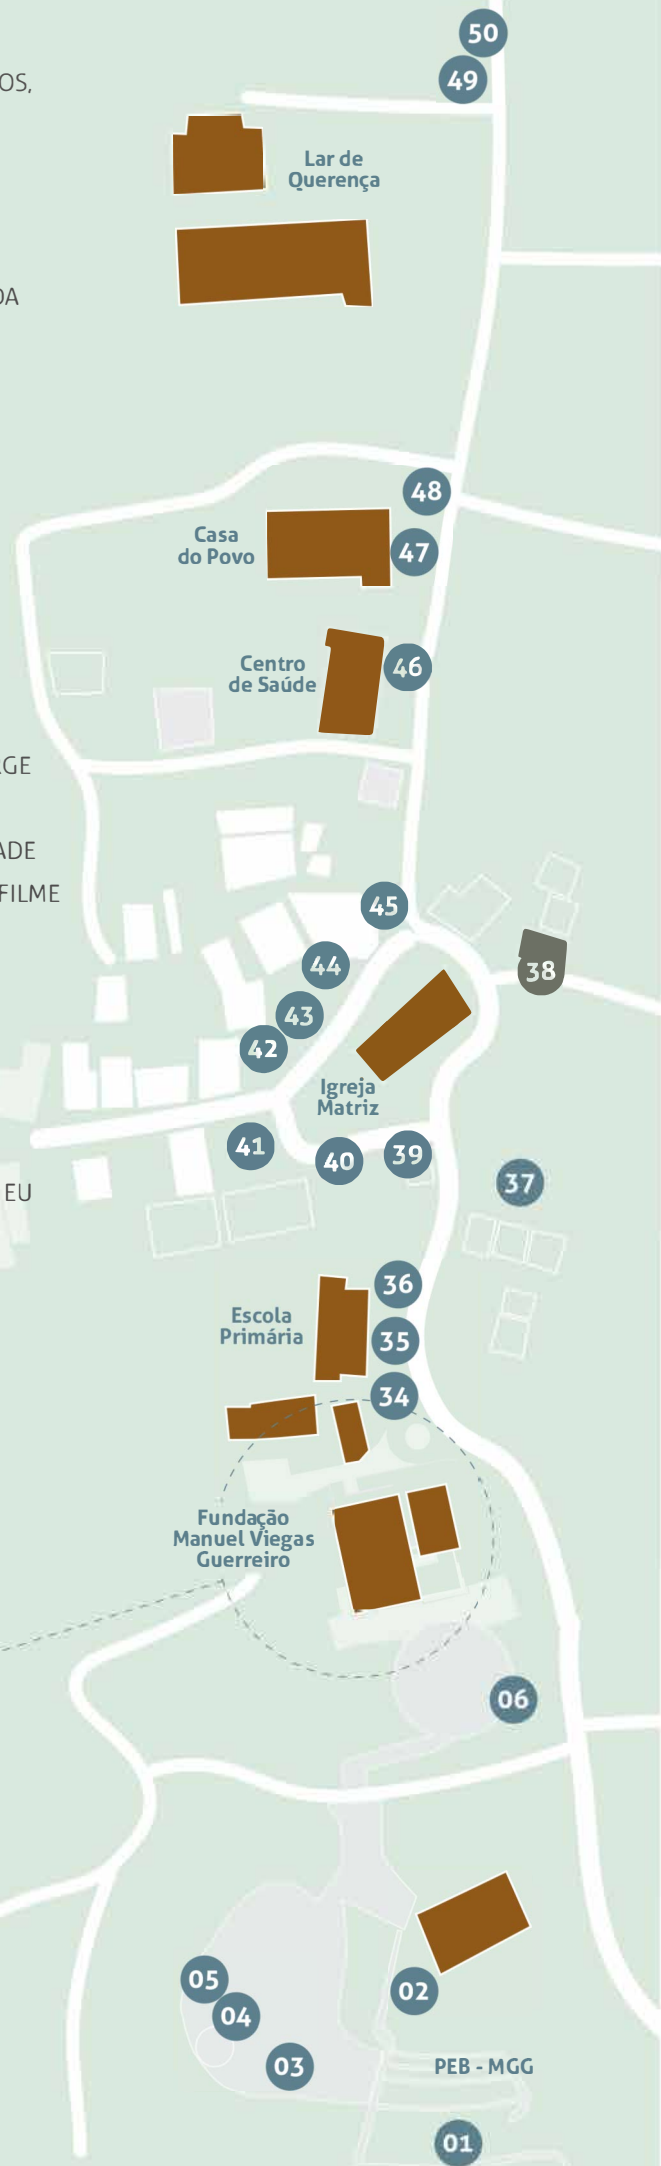 50
OS,
49
Lar de
Querença
DA
48
Casa
do Povo
47
Centro
de Saúde
46
RGE
ADE
FILME
45
44
38
43
42
Igreja
Matriz
41
40
39
37
EU
36
Escola
Primária
35
34
Fundação
Manuel Viegas
Guerreiro
06
05
02
04
03
PEB - MGG
01